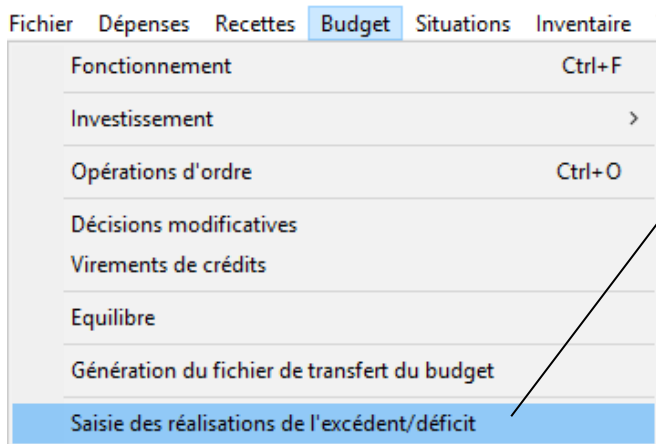 Fichier Dépenses Recettes Budget Situations Inventaire
Fonctionnement Ctrl+F
Investissement >
Opérations d'ordre Ctrl+O
Décisions modificatives
Virements de crédits
Equilibre
Génération du fichier de transfert du budget
Saisie des réalisations de l'excédent/déficit